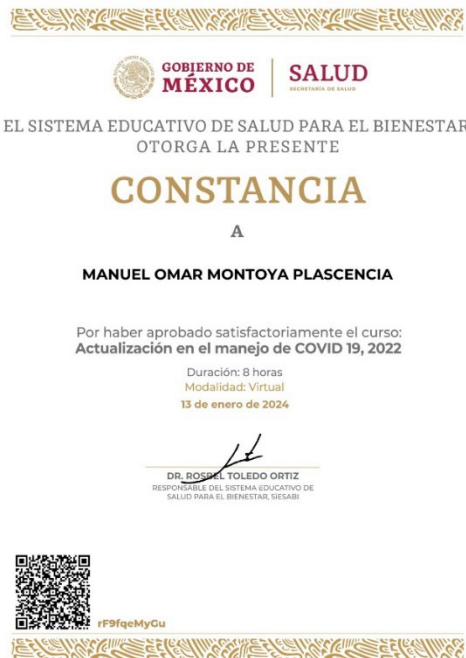 GOBIERNO DE
MÉXICO
SALUD
SECRETARÍA DE SALUD
EL SISTEMA EDUCATIVO DE SALUD PARA EL BIENESTAR
OTORGA LA PRESENTE
CONSTANCIA
A
MANUEL OMAR MONTOYA PLASCENCIA
Por haber aprobado satisfactoriamente el curso:
Actualización en el manejo de COVID 19, 2022
Duración: 8 horas
Modalidad: Virtual
13 de enero de 2024
DR. ROSBEL TOLEDO ORTIZ
RESPONSABLE DEL SISTEMA EDUCATIVO DE
SALUD PARA EL BIENESTAR, SIESABI
rF9fqeMyGu